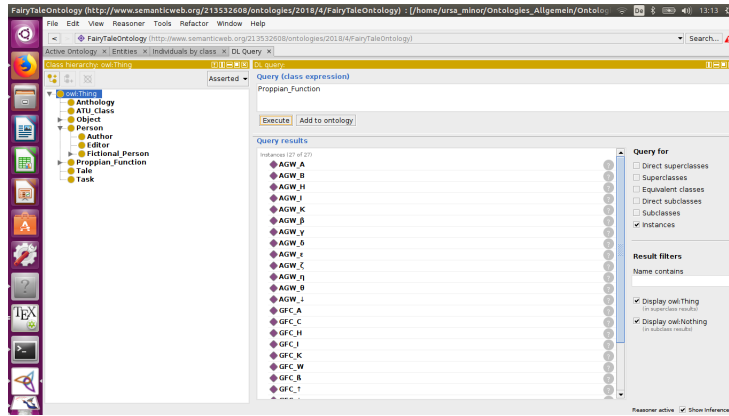 FairyTaleOntology (http://www.semanticweb.org/213532608/ontologies/2018/4/FairyTaleOntology) : [/home/ursa_minor/Ontologies_Allgemein/Ontolog
De
13:13
File Edit View Reasoner Tools Refactor Window Help
< FairyTaleOntology (http://www.semanticweb.org/213532608/ontologies/2018/4/FairyTaleOntology)
Search...
Active Ontology × Entities × Individuals by class × DL Query ×
Class hierarchy: owl:Thing
Asserted
owl:Thing
Anthology
ATU_Class
Object
Person
Author
Editor
Fictional_Person
Proppian_Function
Tale
Task
DL query:
Query (class expression)
Proppian_Function
Execute Add to ontology
Query results
Instances (27 of 27)
AGW_A
AGW_B
AGW_H
AGW_I
AGW_K
AGW_β
AGW_γ
AGW_δ
AGW_ε
AGW_ζ
AGW_η
AGW_θ
AGW_↓
GFC_A
GFC_C
GFC_H
GFC_I
GFC_K
GFC_W
GFC_ß
GFC_↑
Query for
Direct superclasses
Superclasses
Equivalent classes
Direct subclasses
Subclasses
Instances
Result filters
Name contains
Display owl:Thing
(in superclass results)
Display owl:Nothing
(in subclass results)
Reasoner active Show Inference
TEX